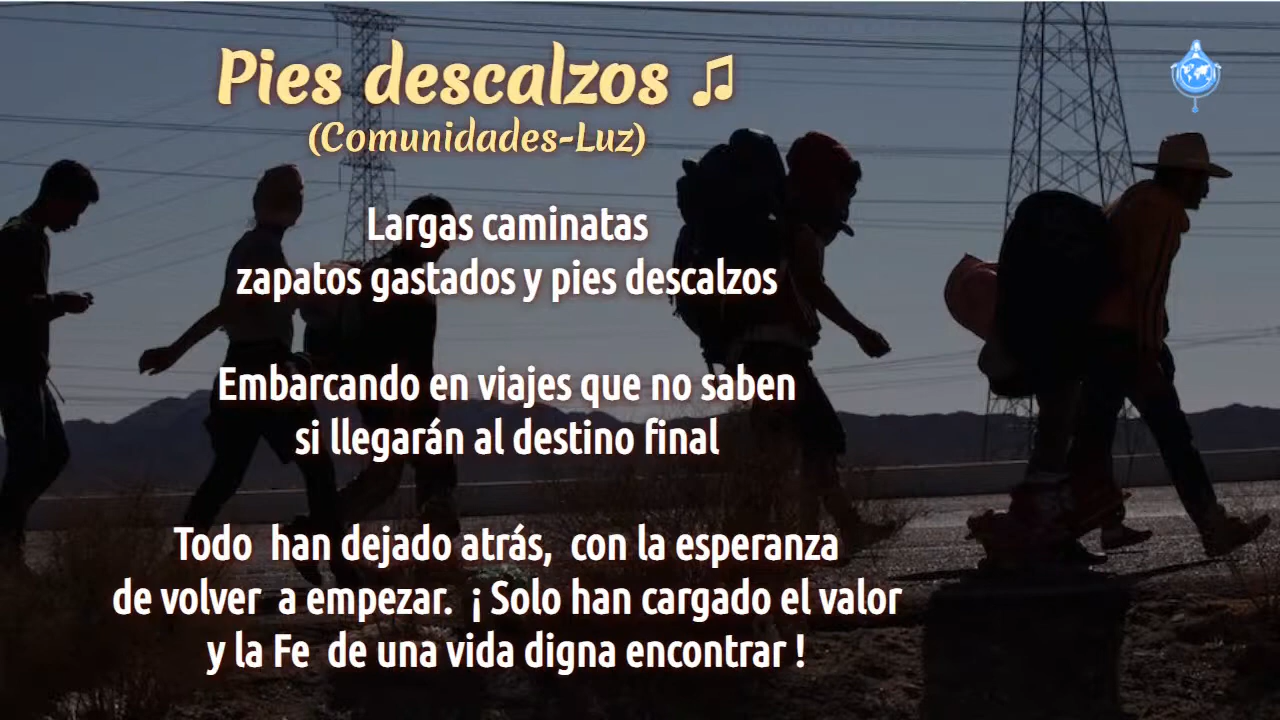 Pies descalzos ♫
(Comunidades-Luz)
Largas caminatas
zapatos gastados y pies descalzos
Embarcando en viajes que no saben
si llegarán al destino final
Todo han dejado atrás, con la esperanza
de volver a empezar. ¡ Solo han cargado el valor
y la Fe de una vida digna encontrar !